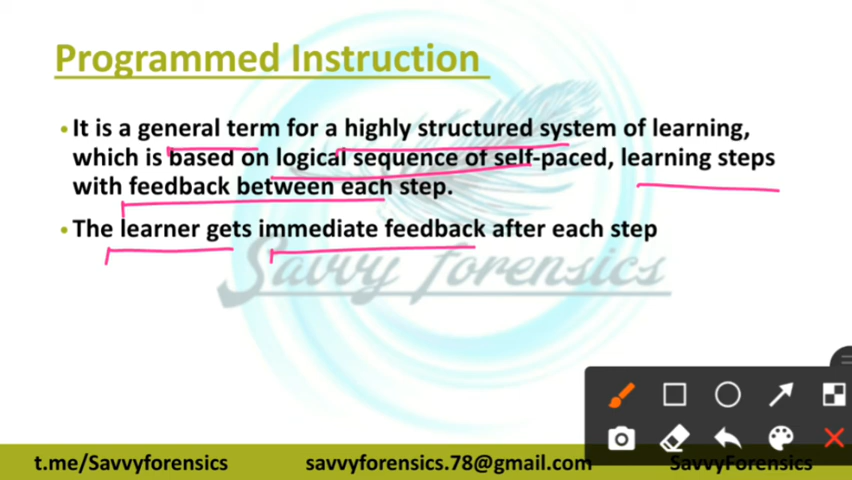 Programmed Instruction
• It is a general term for a highly structured system of learning,
which is based on logical sequence of self-paced, learning steps
with feedback between each step.
• The learner gets immediate feedback after each step
Savvy forensics
t.me/Savvyforensics savvyforensics.78@gmail.com SavvyForensics